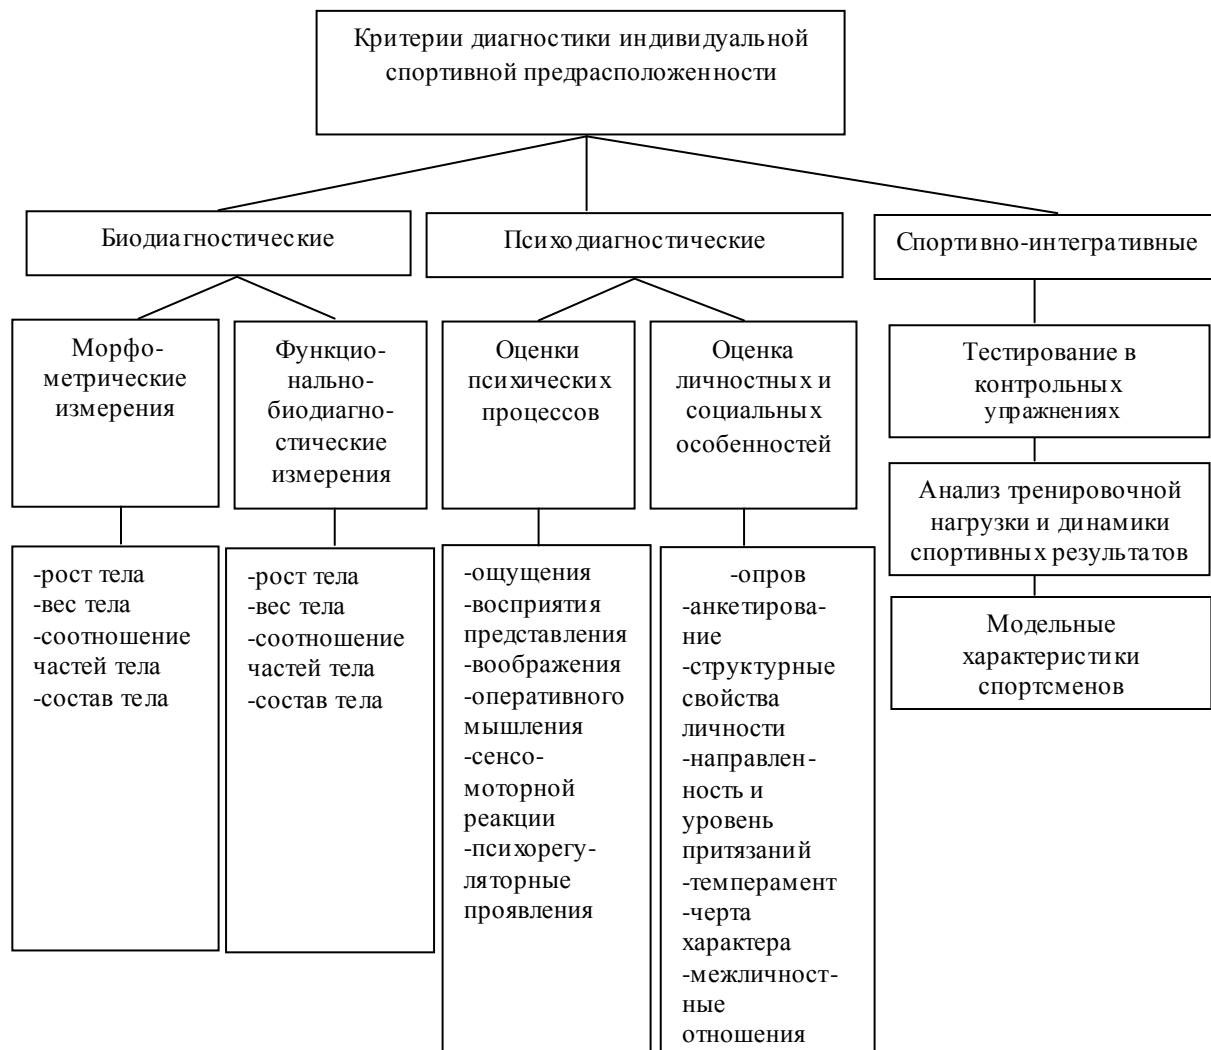 Критерии диагностики индивидуальной
спортивной предрасположенности
Биодиагностические
Психодиагностические
Спортивно-интегративные
Морфо-
метрические
измерения
Функцио-
нально-
биодиагно-
стические
измерения
Оценки
психических
процессов
Оценка
личностных и
социальных
особенностей
Тестирование в
контрольных
упражнениях
Анализ тренировочной
нагрузки и динамики
спортивных результатов
Модельные
характеристики
спортсменов
-рост тела
-вес тела
-соотношение
частей тела
-состав тела
-рост тела
-вес тела
-соотношение
частей тела
-состав тела
-ощущения
-восприятия
представления
-воображения
-оперативного
мышления
-сенсо-
моторной
реакции
-психорегу-
ляторные
проявления
-опров
-анкетирова-
ние
-структурные
свойства
личности
-направлен-
ность и
уровень
притязаний
-темперамент
-черта
характера
-межличност-
ные
отношения